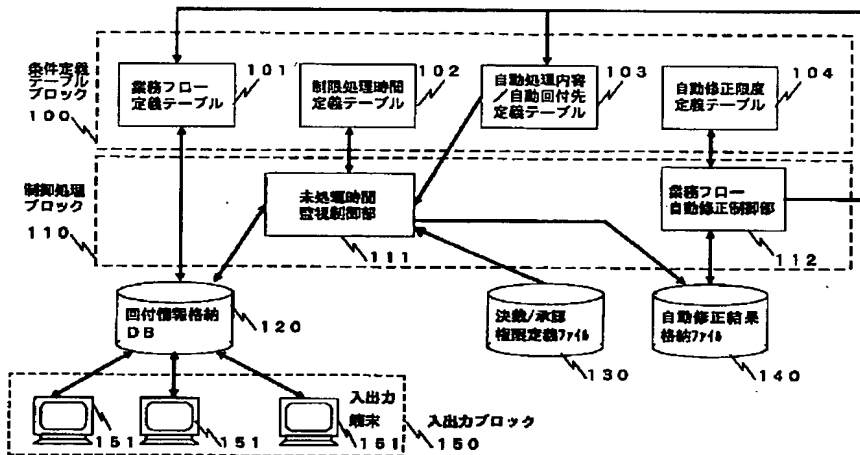 条件定義
テーブル
ブロック
100
業務フロー
定義テーブル
101
制限処理時間
定義テーブル
102
自動処理内容
／自動回付先
定義テーブル
103
自動修正限度
定義テーブル
104
制御処理
ブロック
110
未処理時間
監視制御部
111
業務フロー
自動修正制御部
112
回付情報格納
DB
120
決裁/承認
権限定義ファイル
130
自動修正結果
格納ファイル
140
入出力
端末
151
151
151
入出力ブロック
150